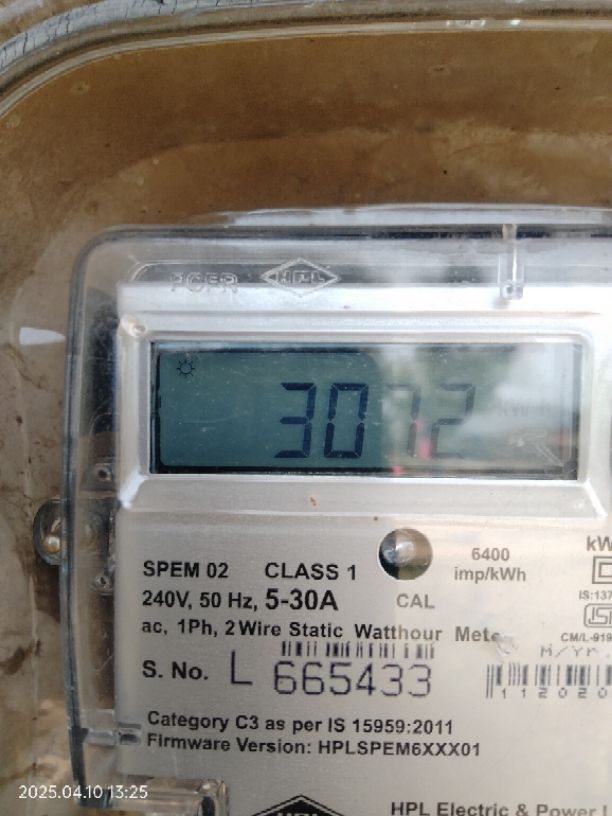 HPL
3072
kWh
SPEM 02 CLASS 1
6400
imp/kWh
240V, 50 Hz, 5-30A
CAL
ac, 1Ph, 2 Wire Static Watthour
S. No. L 665433
M/Yr.
Category C3 as per IS 15959:2011
Firmware Version: HPLSPEM6XXX01
HPL Electric & Power
2025.04.10 13:25